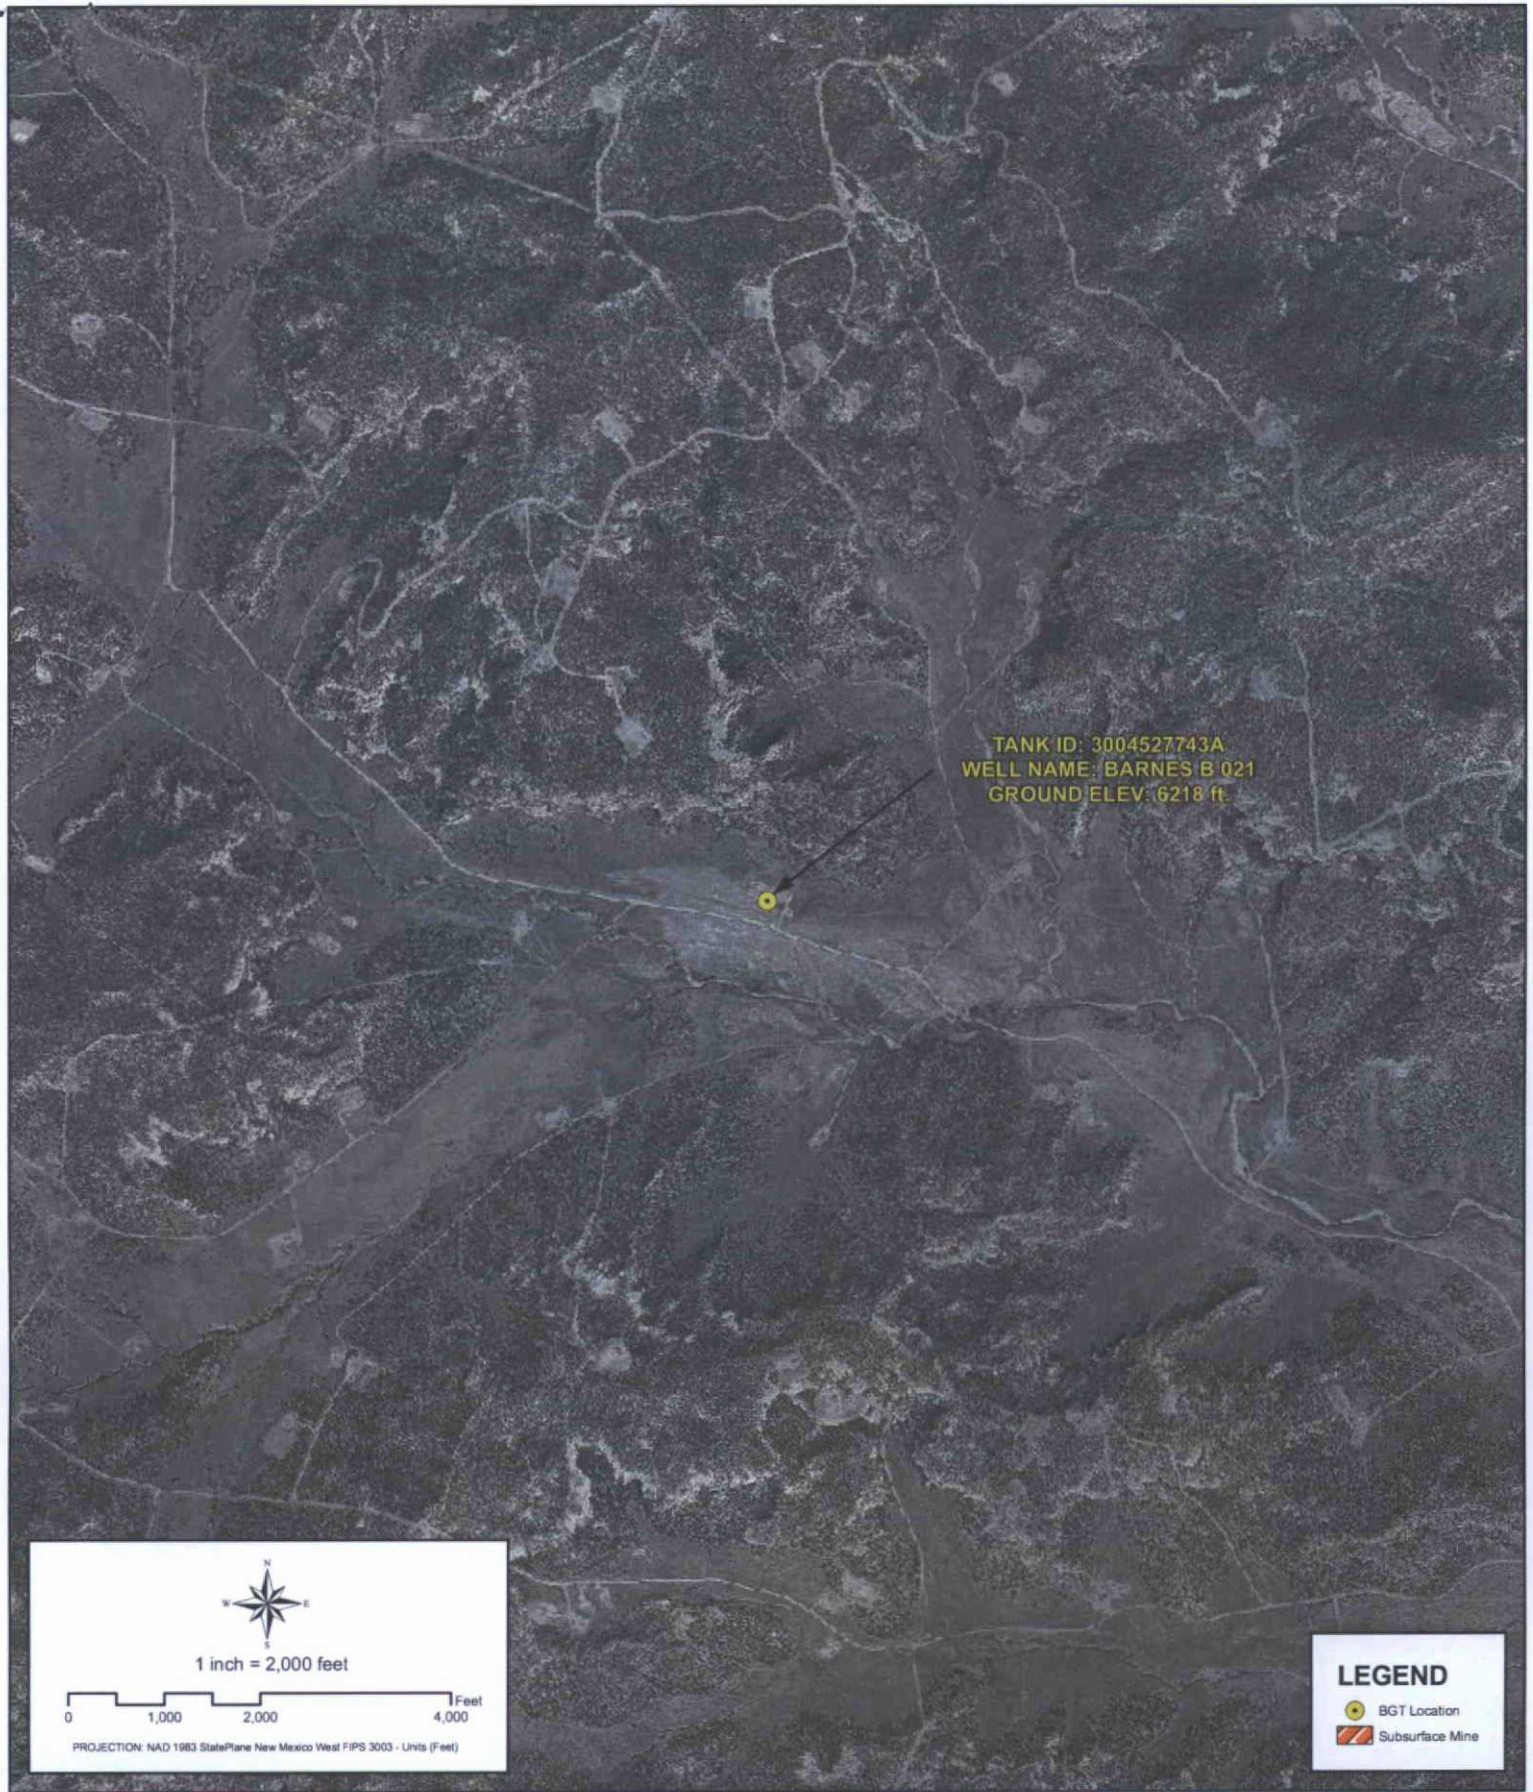 TANK ID: 3004527743A
WELL NAME: BARNES B 021
GROUND ELEV: 6218 ft.
N
W E
S
1 inch = 2,000 feet
Feet
0 1,000 2,000 4,000
PROJECTION: NAD 1983 StatePlane New Mexico West FIPS 3003 - Units (Feet)
LEGEND
BGT Location
Subsurface Mine